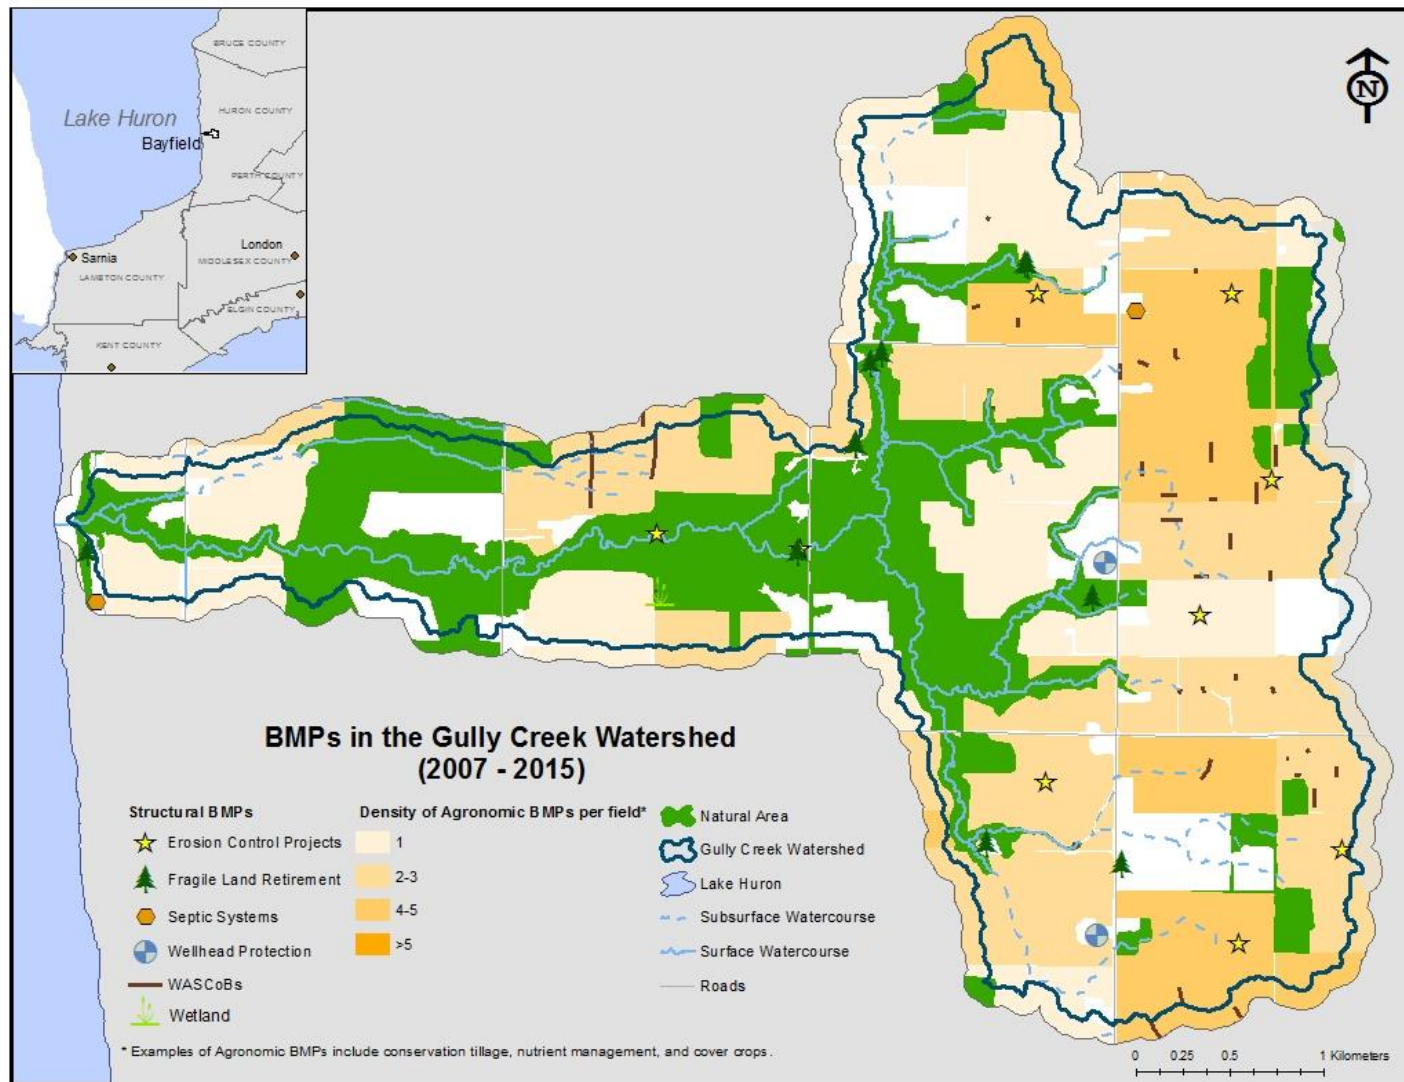 BRUCE COUNTY
HURON COUNTY
Lake Huron
Bayfield
PERTH COUNTY
London
Sarnia
MIDDLESEX COUNTY
LAMBTON COUNTY
ELGIN COUNTY
KENT COUNTY
N
BMPs in the Gully Creek Watershed
(2007 - 2015)
Structural BMPs
Erosion Control Projects
Fragile Land Retirement
Septic Systems
Wellhead Protection
WASCoBs
Wetland
Density of Agronomic BMPs per field*
1
2-3
4-5
>5
Natural Area
Gully Creek Watershed
Lake Huron
Subsurface Watercourse
Surface Watercourse
Roads
* Examples of Agronomic BMPs include conservation tillage, nutrient management, and cover crops.
0 0.25 0.5 1 Kilometers